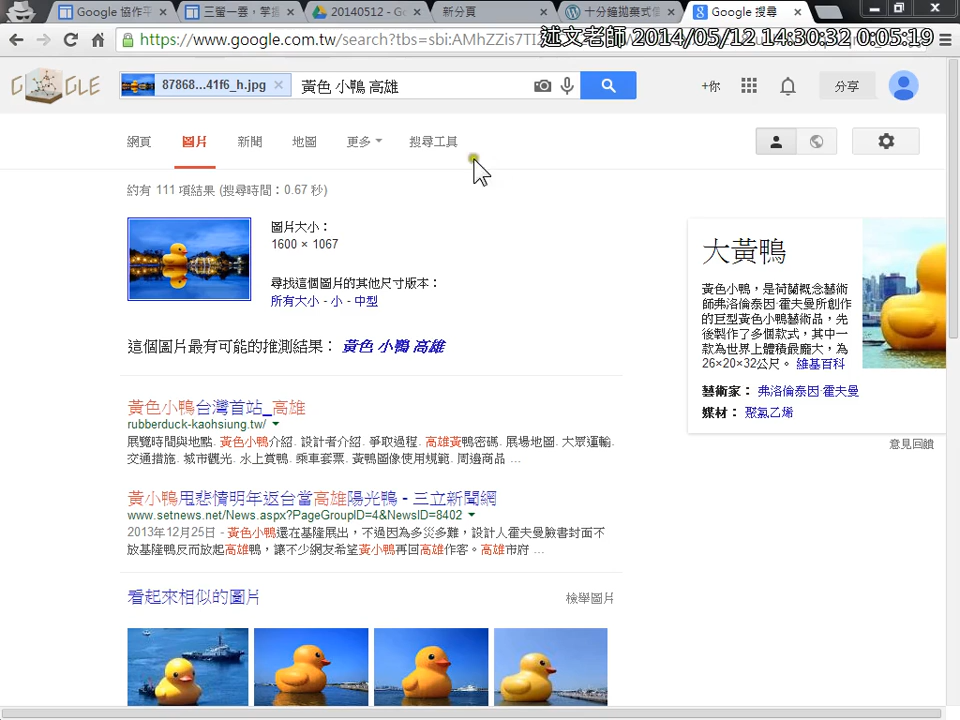 Google 協作平
三螢一雲，掌握
20140512 - G
新分頁
十分鐘拋棄式信
Google 搜尋
https://www.google.com.tw/search?tbs=sbi:AMhZZis7TL
述文老師 2014/05/12 14:30:32 0:05:19
87868...41f6_h.jpg
黃色 小鴨 高雄
+你
分享
網頁
圖片
新聞
地圖
更多
搜尋工具
約有 111 項結果 (搜尋時間：0.67 秒)
圖片大小：
1600 × 1067
尋找這個圖片的其他尺寸版本：
所有大小 - 小 - 中型
這個圖片最有可能的推測結果： 黃色 小鴨 高雄
黃色小鴨台灣首站_高雄
rubberduck-kaohsiung.tw/
展覽時間與地點. 黃色小鴨介紹. 設計者介紹. 爭取過程. 高雄黃鴨密碼. 展場地圖. 大眾運輸.
交通措施. 城市觀光. 水上賞鴨. 乘車套票. 黃鴨圖像使用規範. 周邊商品 ...
黃小鴨甩悲情明年返台當高雄陽光鴨 - 三立新聞網
www.setnews.net/News.aspx?PageGroupID=4&NewsID=8402
2013年12月25日 - 黃色小鴨還在基隆展出，不過因為多災多難，設計人霍夫曼臉書封面不
放基隆鴨反而放起高雄鴨，讓不少網友希望黃小鴨再回高雄作客。高雄市府 ...
看起來相似的圖片
檢舉圖片
大黃鴨
黃色小鴨，是荷蘭概念藝術
師弗洛倫泰因·霍夫曼所創作
的巨型黃色小鴨藝術品，先
後製作了多個款式，其中一
款為世界上體積最龐大，為
26×20×32公尺。 維基百科
藝術家： 弗洛倫泰因·霍夫曼
媒材： 聚氯乙烯
意見回饋